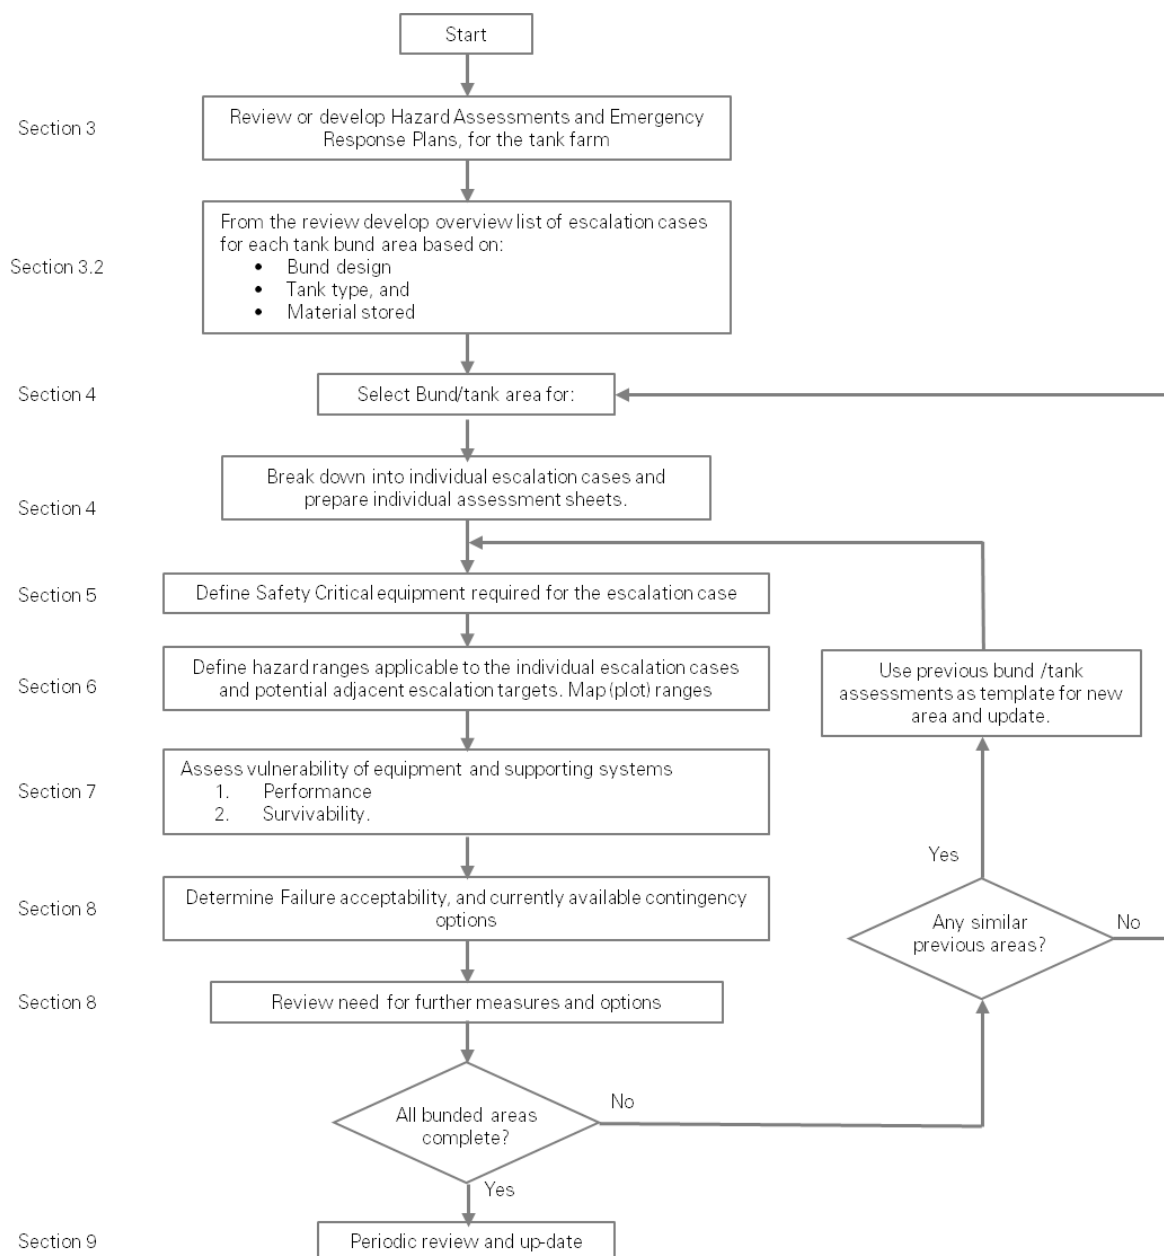 Start
Section 3
Review or develop Hazard Assessments and Emergency
Response Plans, for the tank farm
Section 3.2
From the review develop overview list of escalation cases
for each tank bund area based on:
• Bund design
• Tank type, and
• Material stored
Section 4
Select Bund/tank area for:
Section 4
Break down into individual escalation cases and
prepare individual assessment sheets.
Section 5
Define Safety Critical equipment required for the escalation case
Section 6
Define hazard ranges applicable to the individual escalation cases
and potential adjacent escalation targets. Map (plot) ranges
Use previous bund /tank
assessments as template for new
area and update.
Section 7
Assess vulnerability of equipment and supporting systems
1. Performance
2. Survivability.
Yes
Section 8
Determine Failure acceptability, and currently available contingency
options
Any similar
previous areas?
No
Section 8
Review need for further measures and options
All bunded areas
complete?
No
Yes
Section 9
Periodic review and up-date